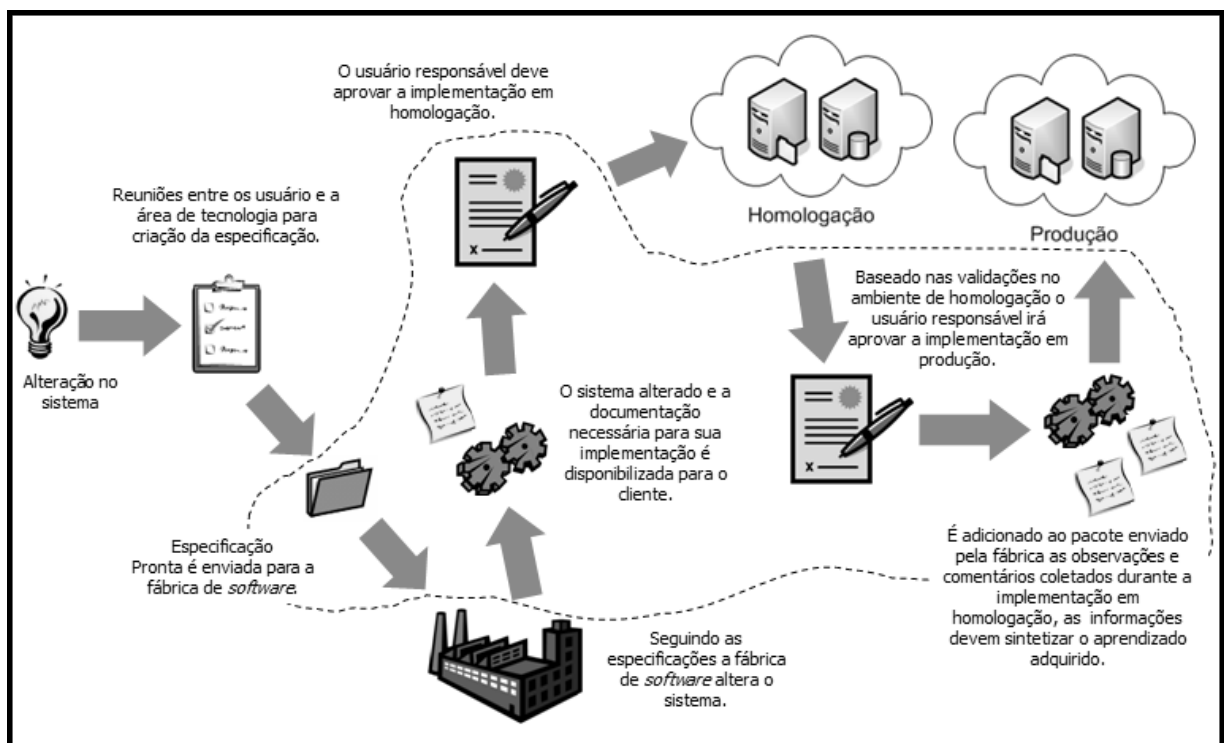 O usuário responsável deve
aprovar a implementação em
homologação.
Homologação
Produção
Reuniões entre os usuário e a
área de tecnologia para
criação da especificação.
Alteração no
sistema
Baseado nas validações no
ambiente de homologação o
usuário responsável irá
aprovar a implementação em
produção.
O sistema alterado e a
documentação
necessária para sua
implementação é
disponibilizada para o
cliente.
Especificação
Pronta é enviada para a
fábrica de software.
Seguindo as
especificações a fábrica
de software altera o
sistema.
É adicionado ao pacote enviado
pela fábrica as observações e
comentários coletados durante a
implementação em
homologação, as informações
devem sintetizar o aprendizado
adquirido.